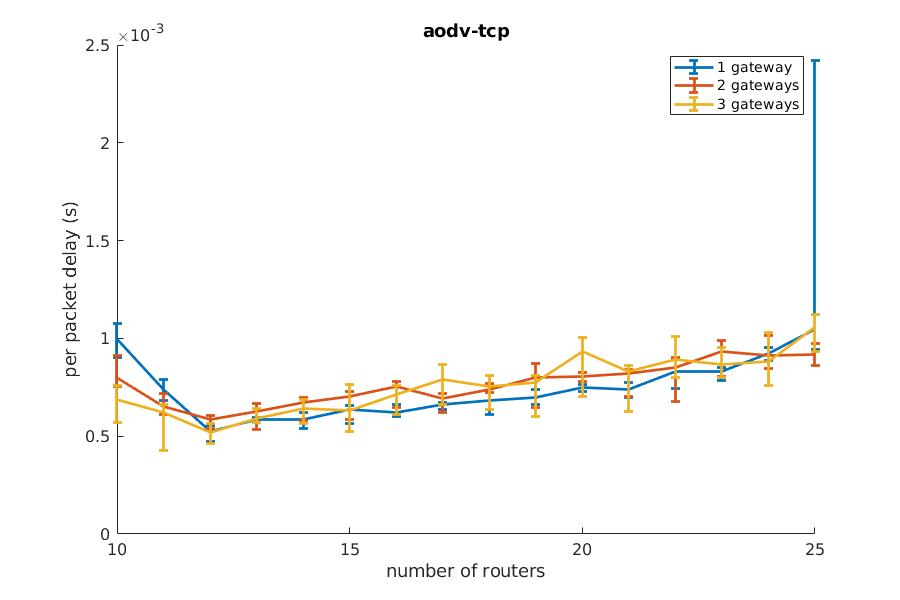 aodv-tcp
×10^-3
2.5
2
1.5
1
0.5
0
10
15
20
25
per packet delay (s)
number of routers
1 gateway
2 gateways
3 gateways